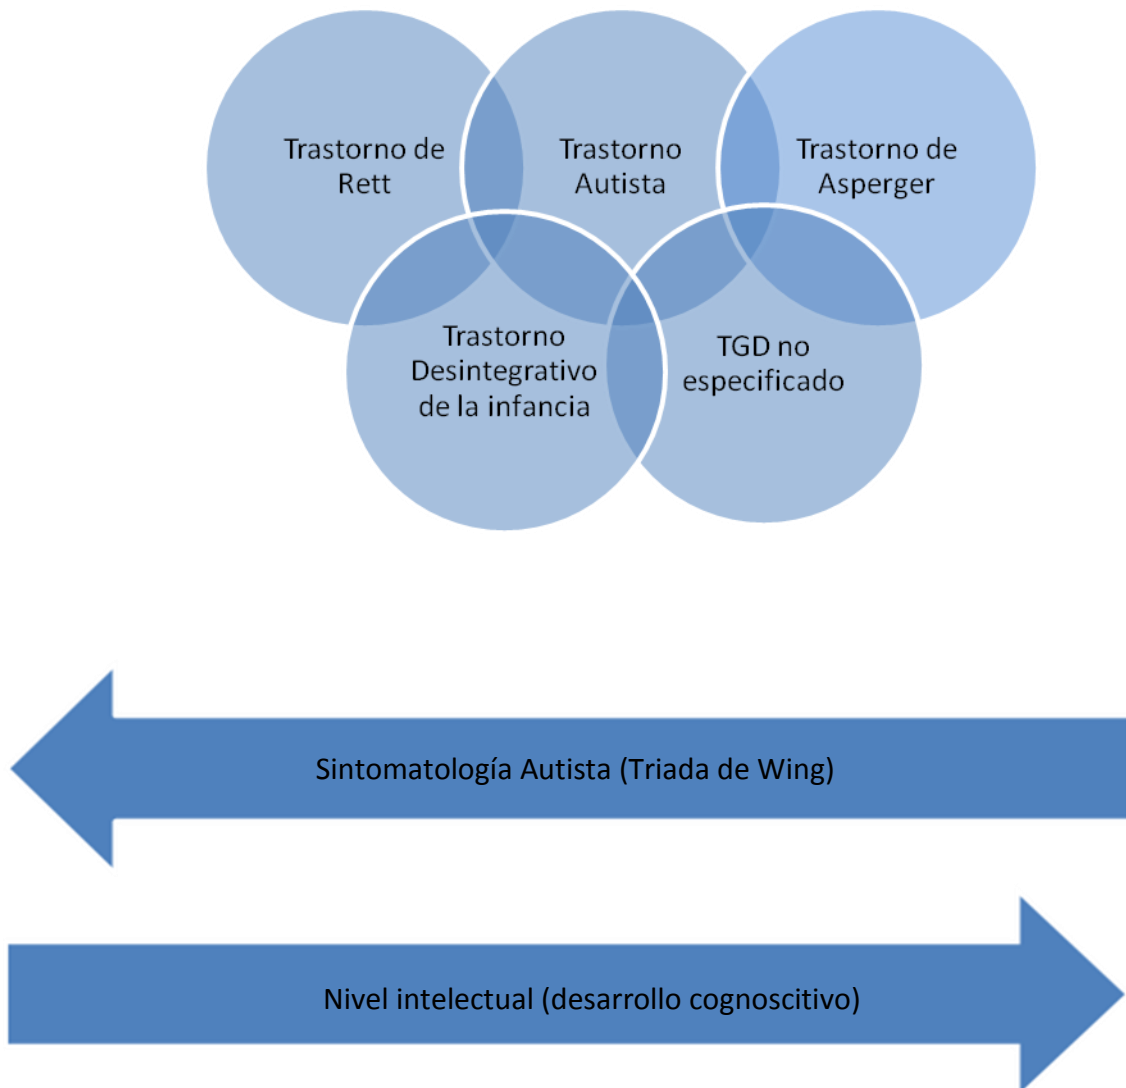 Trastorno de
Rett
Trastorno
Autista
Trastorno de
Asperger
Trastorno
Desintegrativo
de la infancia
TGD no
especificado
Sintomatología Autista (Triada de Wing)
Nivel intelectual (desarrollo cognoscitivo)